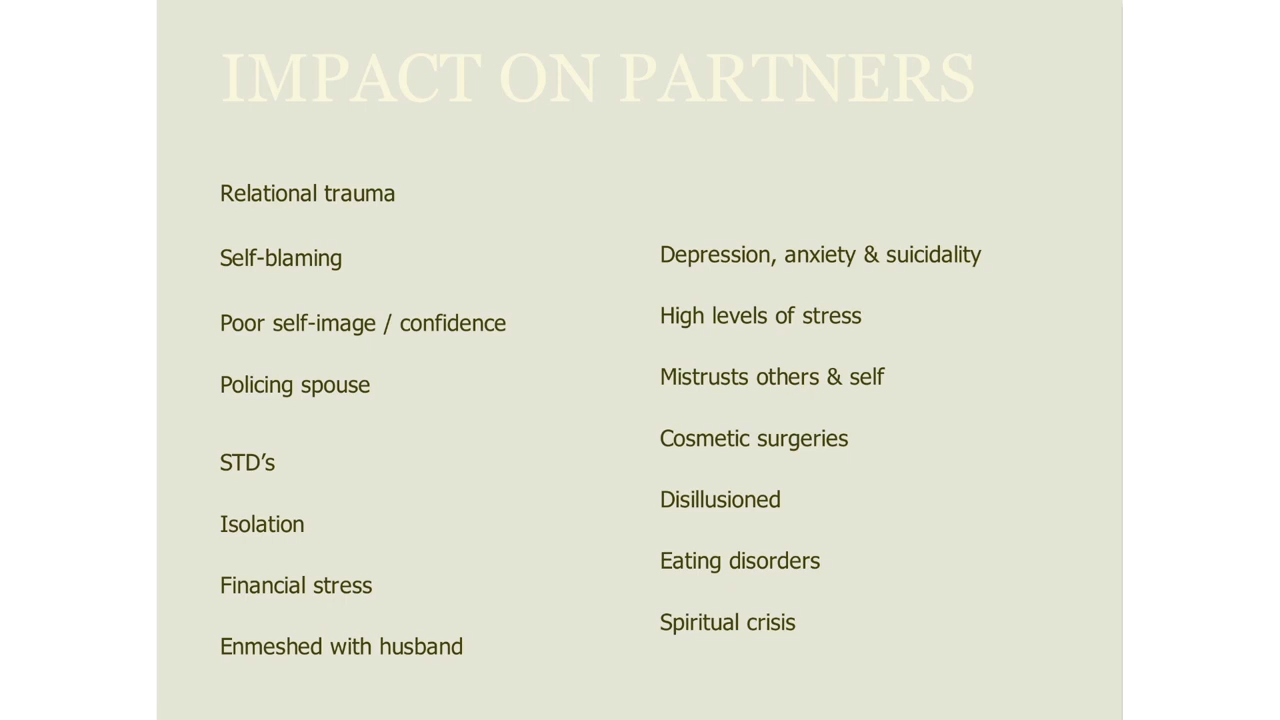 IMPACT ON PARTNERS
Relational trauma
Self-blaming
Poor self-image / confidence
Policing spouse
STD’s
Isolation
Financial stress
Enmeshed with husband
Depression, anxiety & suicidality
High levels of stress
Mistrusts others & self
Cosmetic surgeries
Disillusioned
Eating disorders
Spiritual crisis